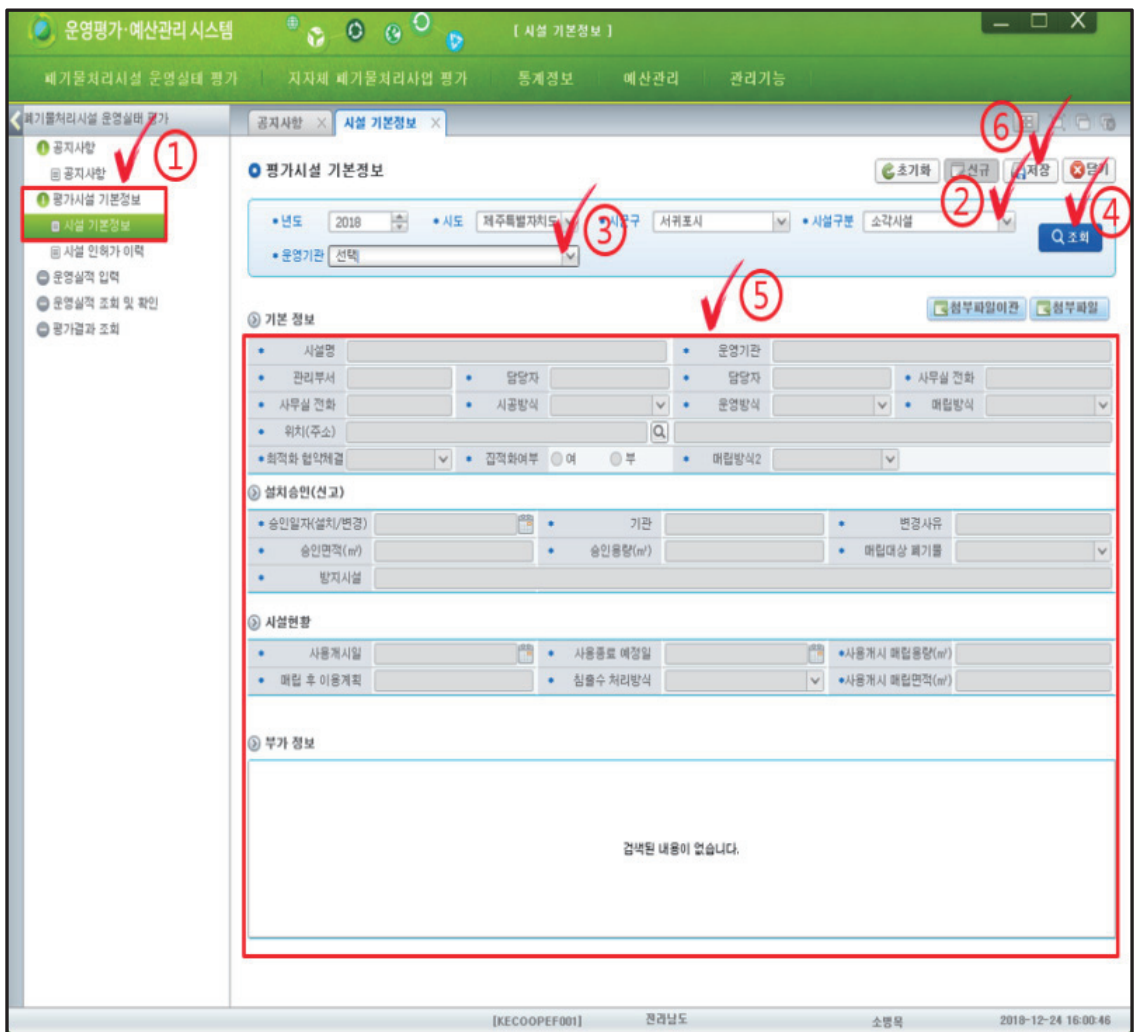 운영평가·예산관리 시스템
[ 시설 기본정보 ]
폐기물처리시설 운영실태 평가 지자체 폐기물처리사업 평가 통계정보 예산관리 관리기능
폐기물처리시설 운영실태 평가
공지사항
공지사항
평가시설 기본정보
시설 기본정보
시설 인허가 이력
운영실적 입력
운영실적 조회 및 확인
평가결과 조회
①
공지사항 시설 기본정보
⑥
평가시설 기본정보
초기화 신규 저장 닫기
② ③ ④
년도 2018 시도 제주특별자치도 시군구 서귀포시 시설구분 소각시설
조회
운영기관 선택
⑤
첨부파일이관 첨부파일
기본 정보
시설명 운영기관
관리부서 담당자 담당자 사무실 전화
사무실 전화 시공방식 운영방식 매립방식
위치(주소)
최적화 협약체결 집적화여부 여 부 매립방식2
설치승인(신고)
승인일자(설치/변경) 기관 변경사유
승인면적(㎡) 승인용량(㎥) 매립대상 폐기물
방지시설
시설현황
사용개시일 사용종료 예정일 사용개시 매립용량(㎥)
매립 후 이용계획 침출수 처리방식 사용개시 매립면적(㎡)
부가 정보
검색된 내용이 없습니다.
[KECOOPEF001] 전라남도 소병옥 2018-12-24 16:00:46